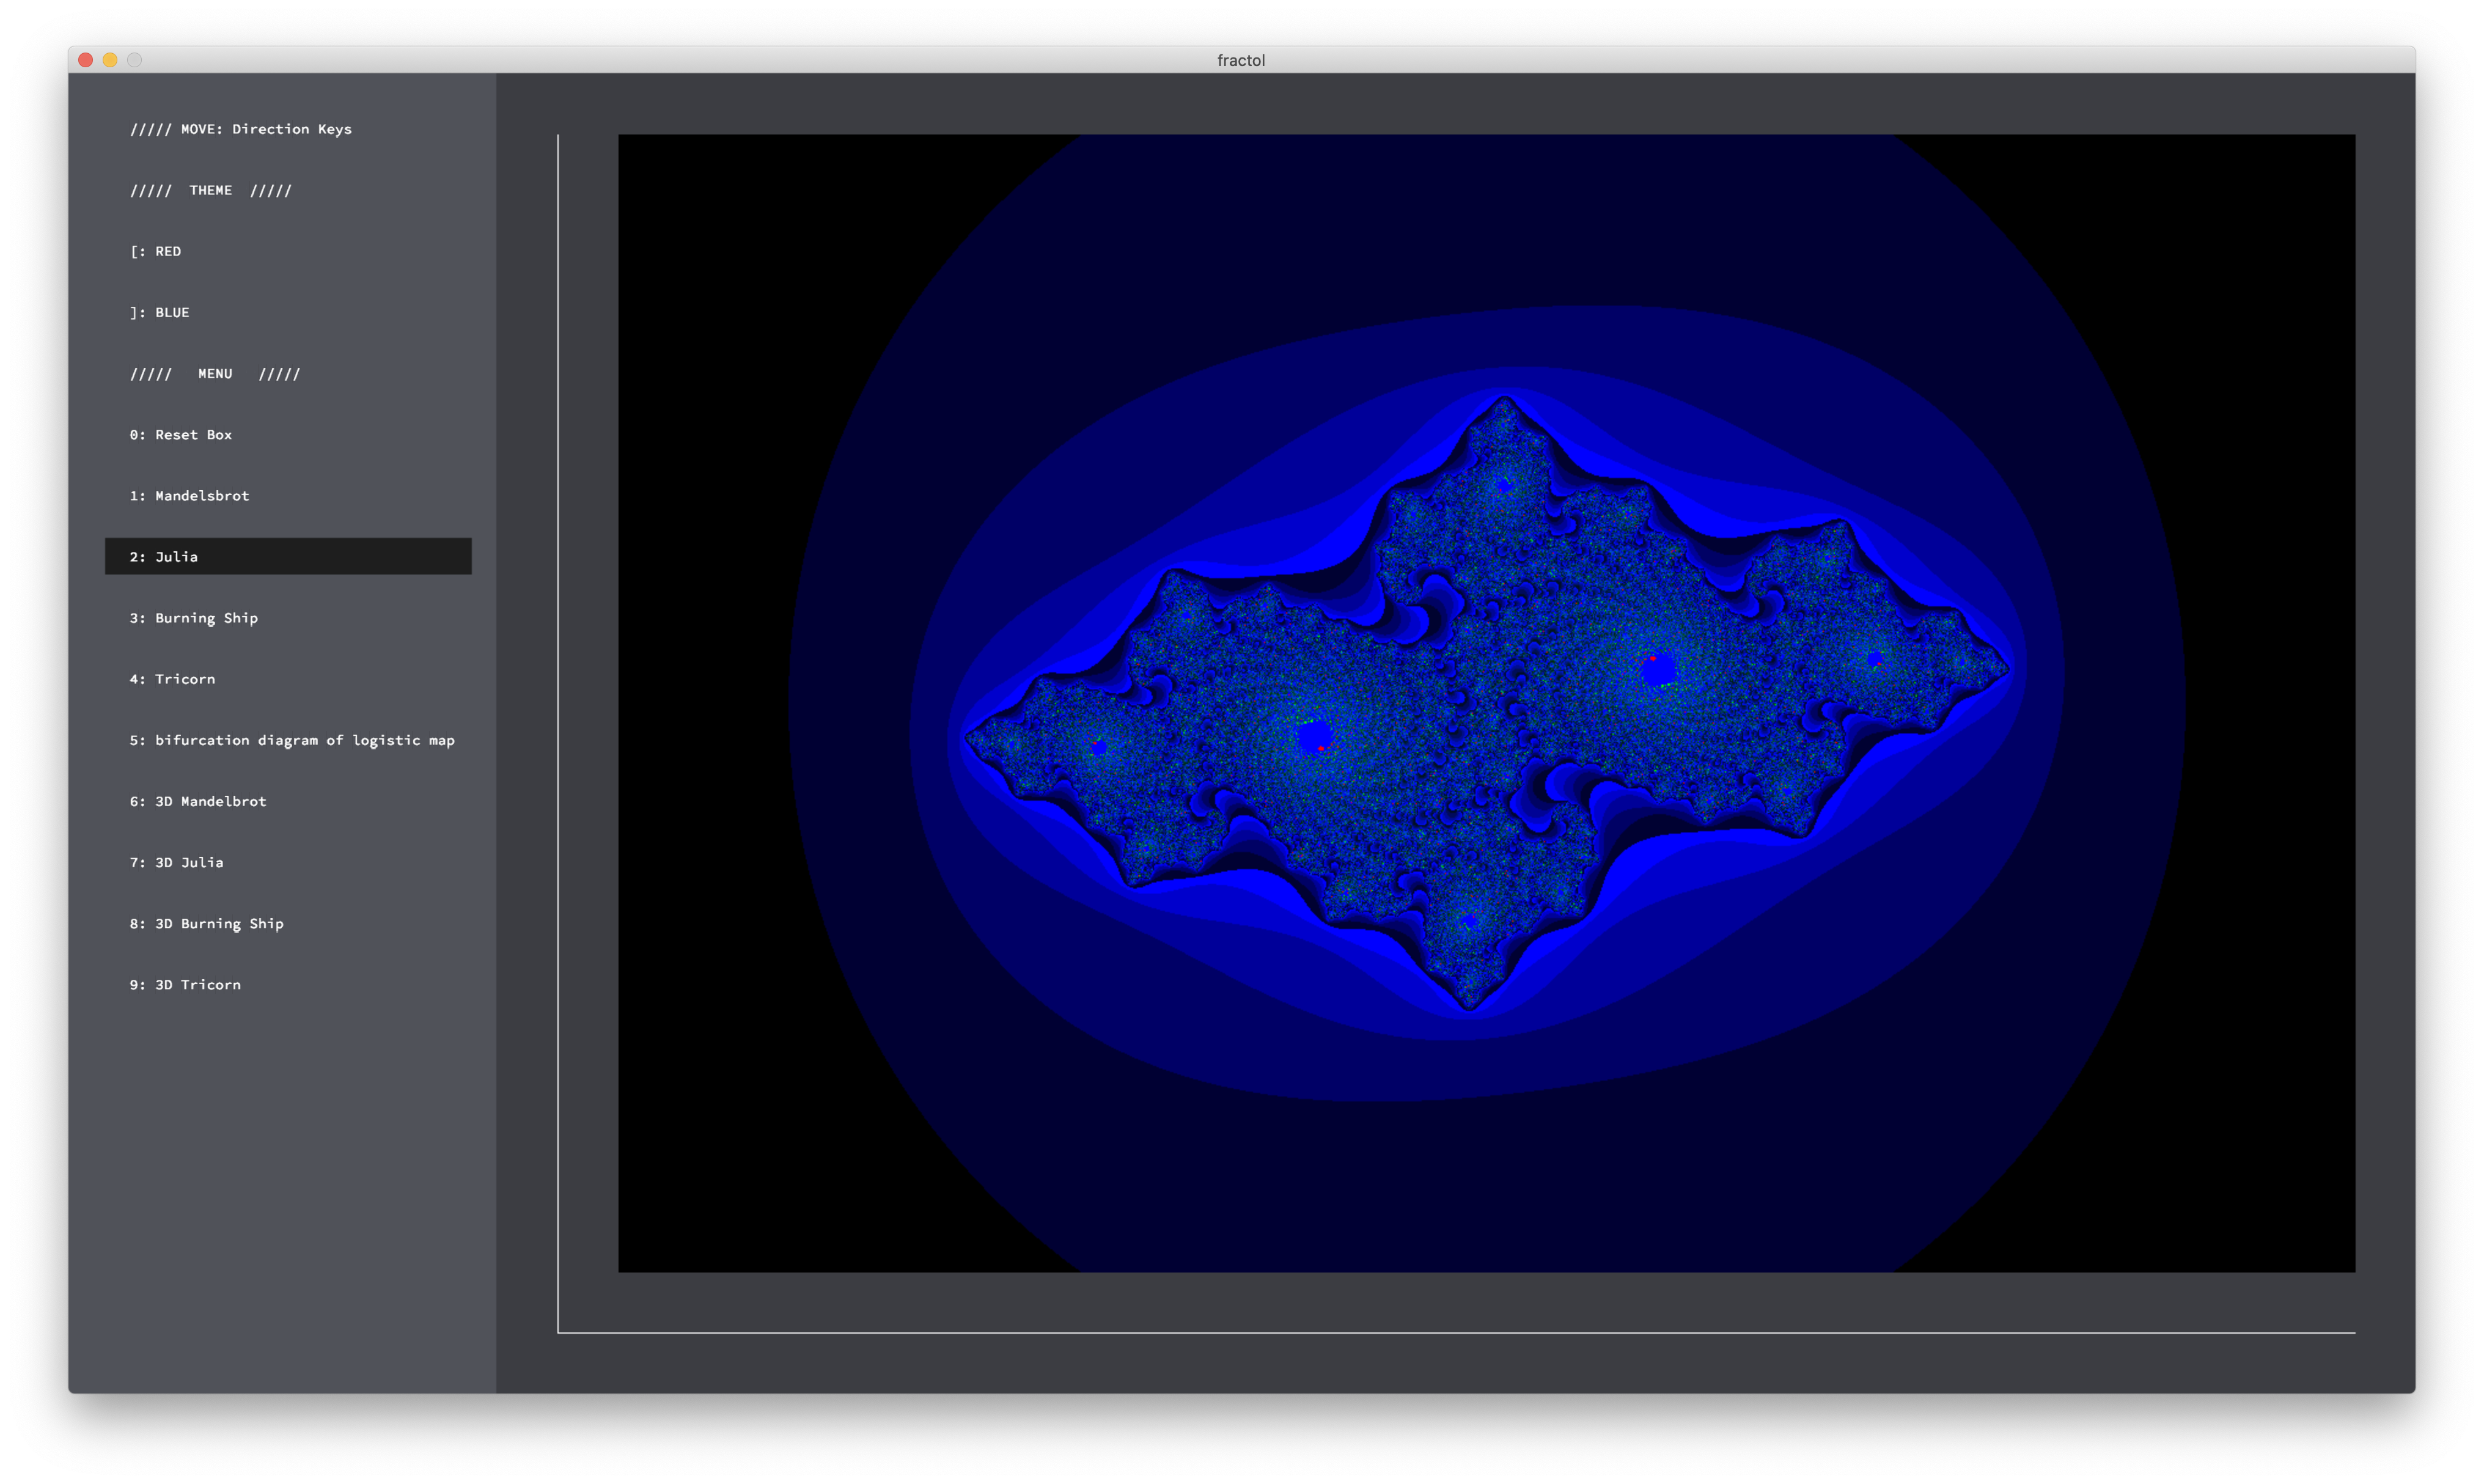 fractol
///// MOVE: Direction Keys
///// THEME /////
[: RED
]: BLUE
///// MENU /////
0: Reset Box
1: Mandelsbrot
2: Julia
3: Burning Ship
4: Tricorn
5: bifurcation diagram of logistic map
6: 3D Mandelbrot
7: 3D Julia
8: 3D Burning Ship
9: 3D Tricorn